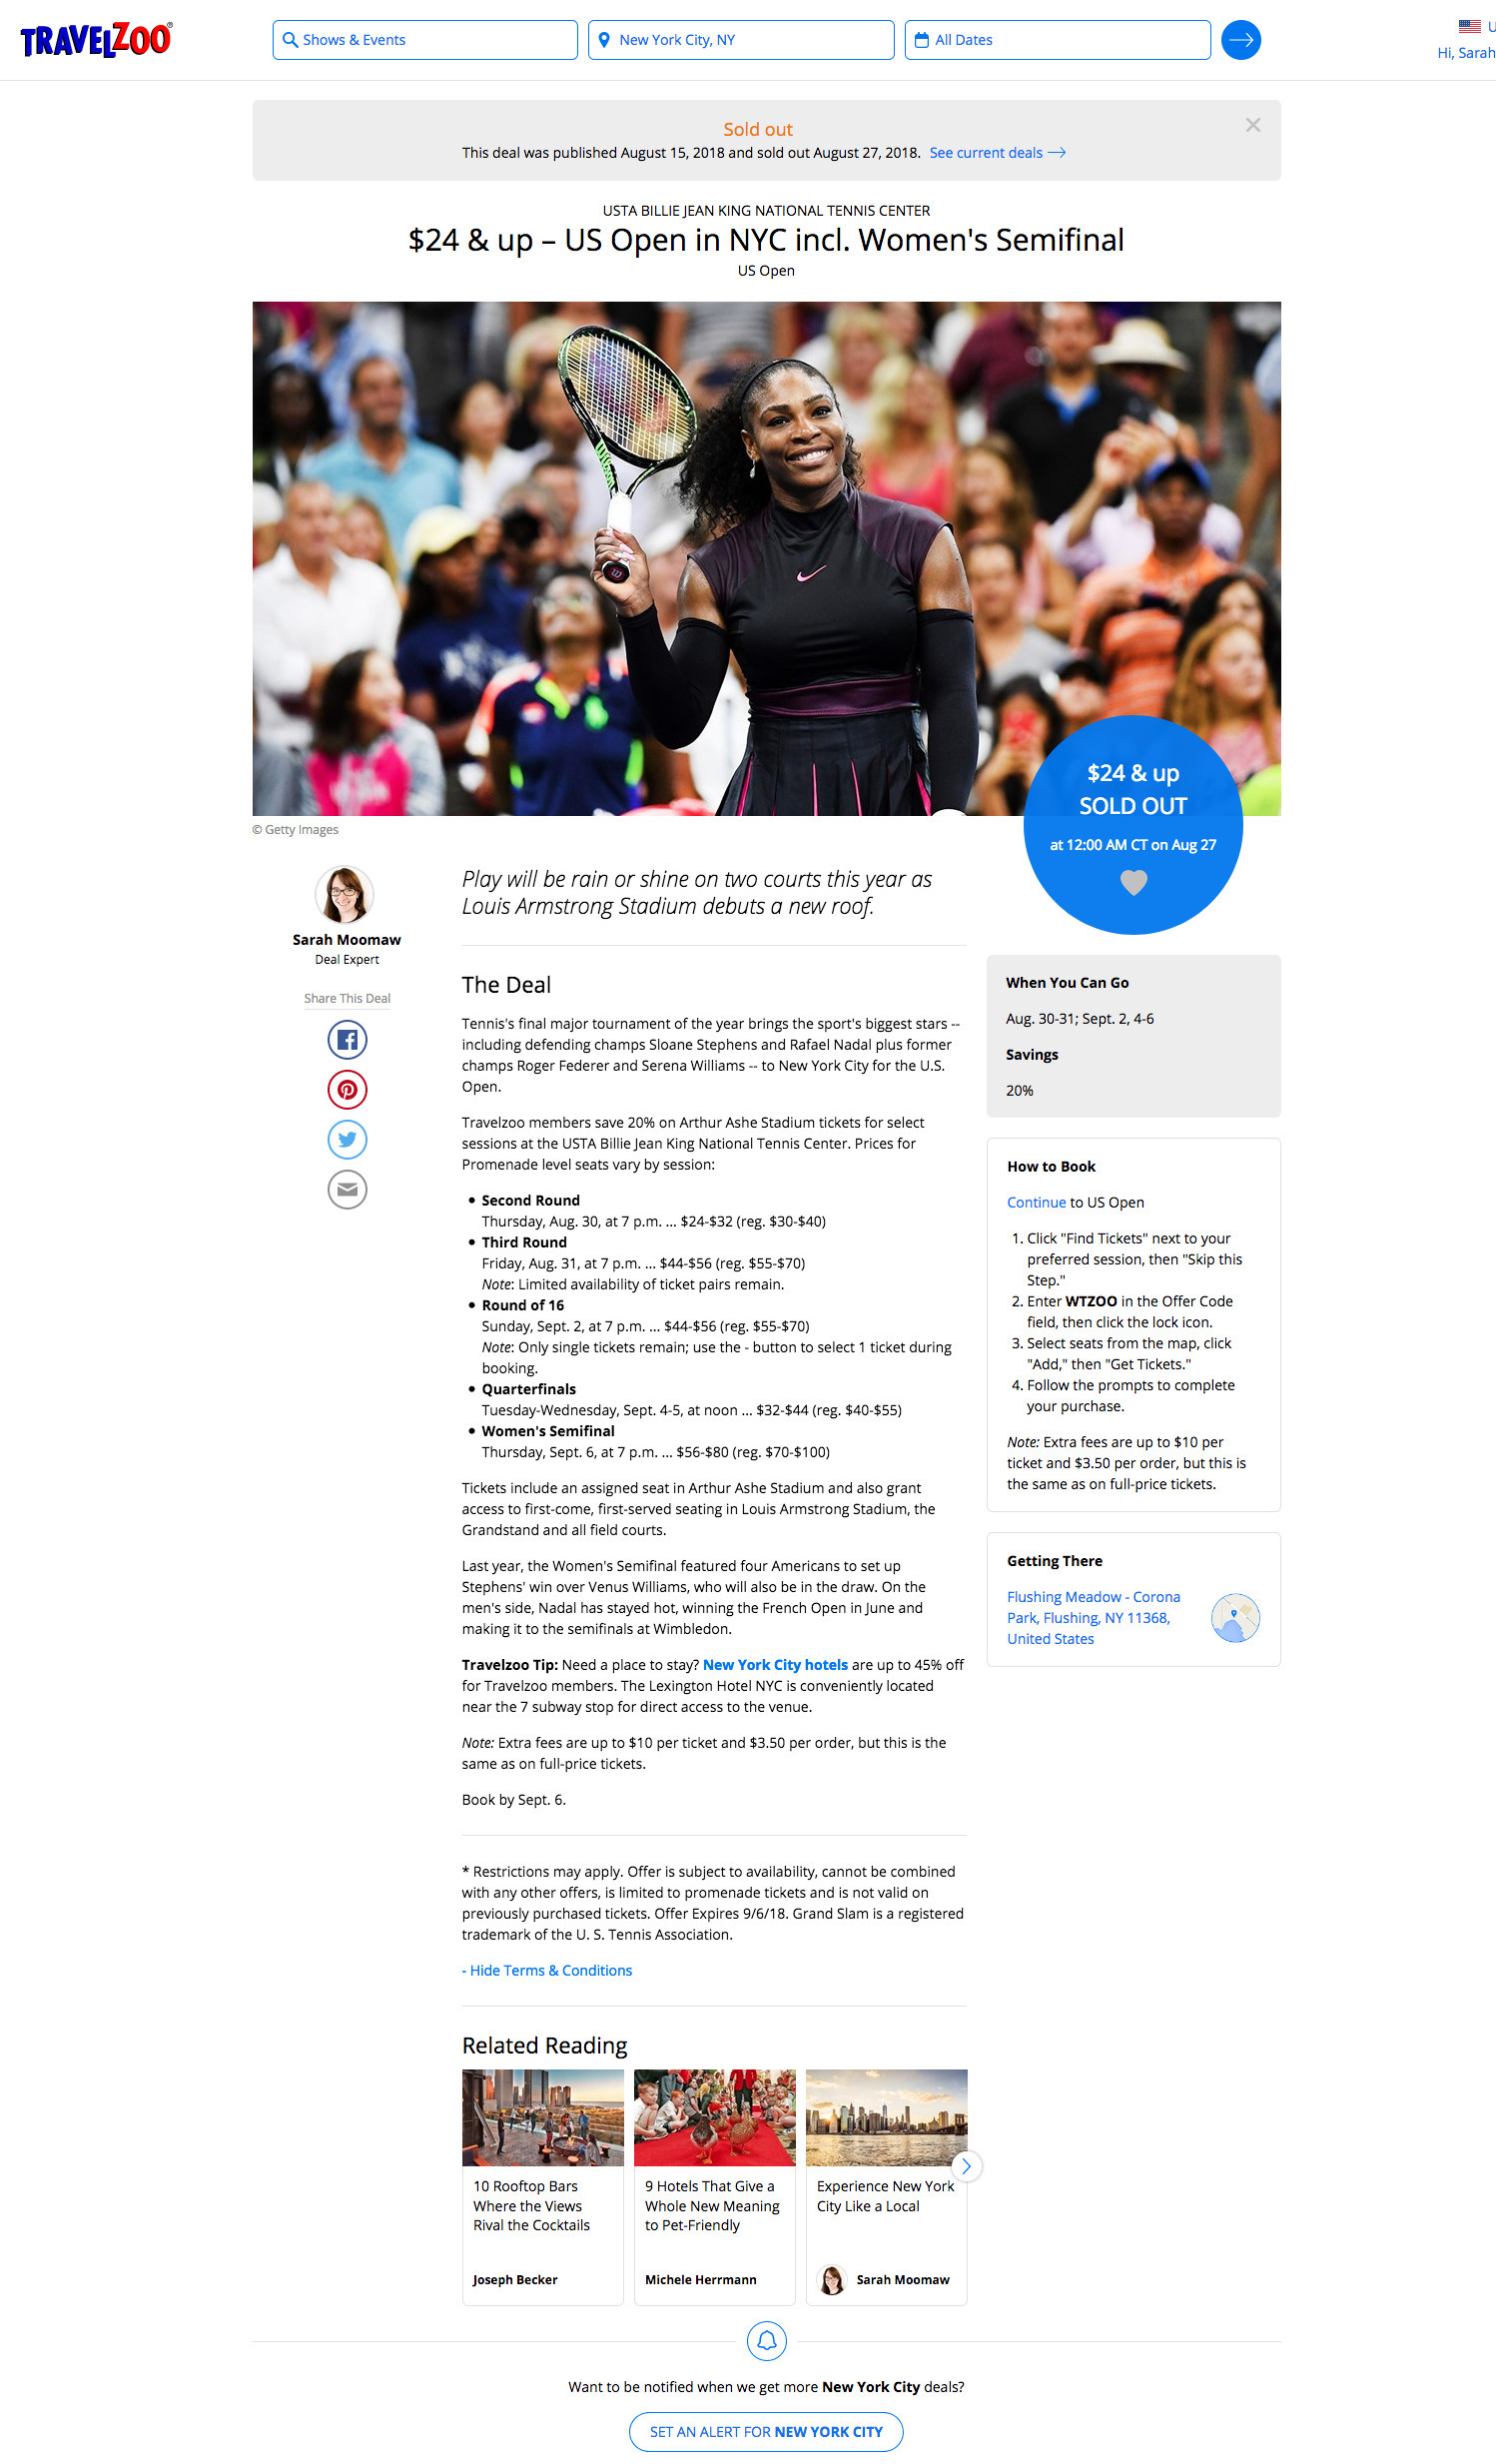 TRAVELZOO®
Shows & Events
New York City, NY
All Dates
U
Hi, Sarah
Sold out
This deal was published August 15, 2018 and sold out August 27, 2018. See current deals
USTA BILLIE JEAN KING NATIONAL TENNIS CENTER
$24 & up – US Open in NYC incl. Women's Semifinal
US Open
$24 & up
SOLD OUT
at 12:00 AM CT on Aug 27
© Getty Images
Sarah Moomaw
Deal Expert
Share This Deal
Play will be rain or shine on two courts this year as
Louis Armstrong Stadium debuts a new roof.
The Deal
Tennis's final major tournament of the year brings the sport's biggest stars --
including defending champs Sloane Stephens and Rafael Nadal plus former
champs Roger Federer and Serena Williams -- to New York City for the U.S.
Open.
Travelzoo members save 20% on Arthur Ashe Stadium tickets for select
sessions at the USTA Billie Jean King National Tennis Center. Prices for
Promenade level seats vary by session:
• Second Round
Thursday, Aug. 30, at 7 p.m. ... $24-$32 (reg. $30-$40)
• Third Round
Friday, Aug. 31, at 7 p.m. ... $44-$56 (reg. $55-$70)
Note: Limited availability of ticket pairs remain.
• Round of 16
Sunday, Sept. 2, at 7 p.m. ... $44-$56 (reg. $55-$70)
Note: Only single tickets remain; use the - button to select 1 ticket during
booking.
• Quarterfinals
Tuesday-Wednesday, Sept. 4-5, at noon ... $32-$44 (reg. $40-$55)
• Women's Semifinal
Thursday, Sept. 6, at 7 p.m. ... $56-$80 (reg. $70-$100)
Tickets include an assigned seat in Arthur Ashe Stadium and also grant
access to first-come, first-served seating in Louis Armstrong Stadium, the
Grandstand and all field courts.
Last year, the Women's Semifinal featured four Americans to set up
Stephens' win over Venus Williams, who will also be in the draw. On the
men's side, Nadal has stayed hot, winning the French Open in June and
making it to the semifinals at Wimbledon.
Travelzoo Tip: Need a place to stay? New York City hotels are up to 45% off
for Travelzoo members. The Lexington Hotel NYC is conveniently located
near the 7 subway stop for direct access to the venue.
Note: Extra fees are up to $10 per ticket and $3.50 per order, but this is the
same as on full-price tickets.
Book by Sept. 6.
* Restrictions may apply. Offer is subject to availability, cannot be combined
with any other offers, is limited to promenade tickets and is not valid on
previously purchased tickets. Offer Expires 9/6/18. Grand Slam is a registered
trademark of the U. S. Tennis Association.
- Hide Terms & Conditions
When You Can Go
Aug. 30-31; Sept. 2, 4-6
Savings
20%
How to Book
Continue to US Open
1. Click "Find Tickets" next to your
preferred session, then "Skip this
Step."
2. Enter WTZOO in the Offer Code
field, then click the lock icon.
3. Select seats from the map, click
"Add," then "Get Tickets."
4. Follow the prompts to complete
your purchase.
Note: Extra fees are up to $10 per
ticket and $3.50 per order, but this is
the same as on full-price tickets.
Getting There
Flushing Meadow - Corona
Park, Flushing, NY 11368,
United States
Related Reading
10 Rooftop Bars
Where the Views
Rival the Cocktails
Joseph Becker
9 Hotels That Give a
Whole New Meaning
to Pet-Friendly
Michele Herrmann
Experience New York
City Like a Local
Sarah Moomaw
Want to be notified when we get more New York City deals?
SET AN ALERT FOR NEW YORK CITY